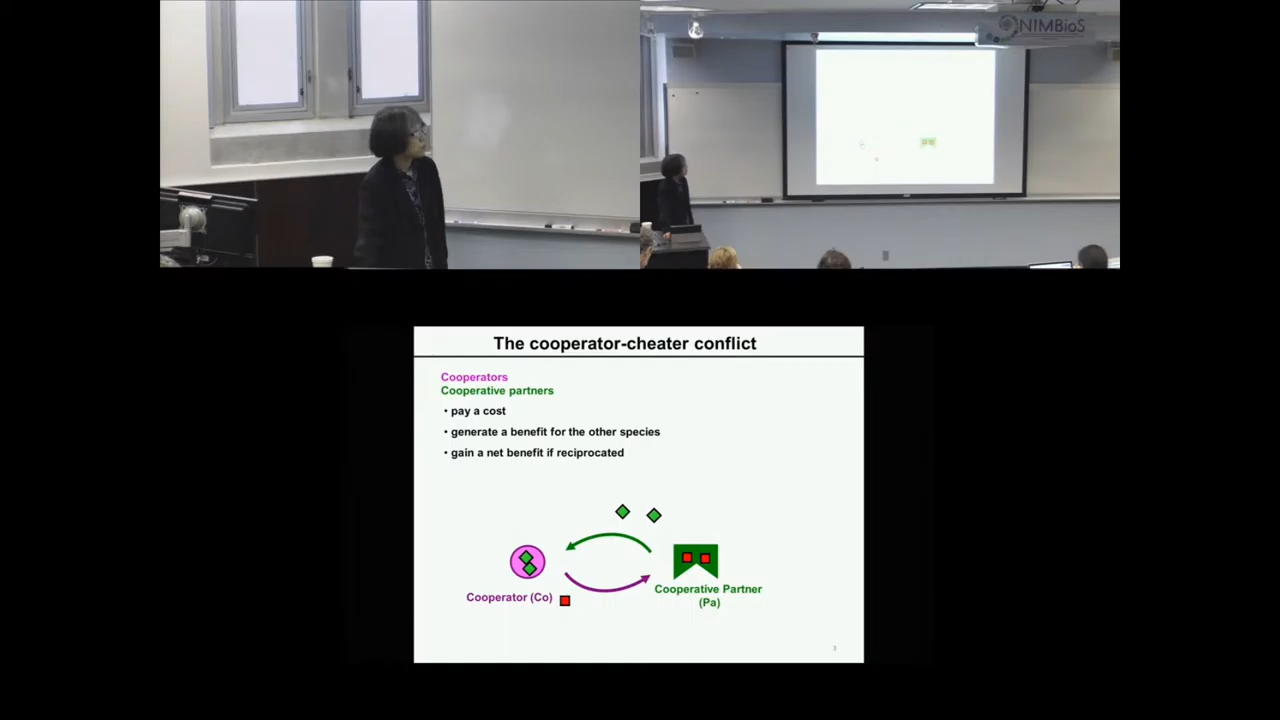 NIMBioS
The cooperator-cheater conflict
Cooperators
Cooperative partners
• pay a cost
• generate a benefit for the other species
• gain a net benefit if reciprocated
Cooperator (Co)
Cooperative Partner
(Pa)
3